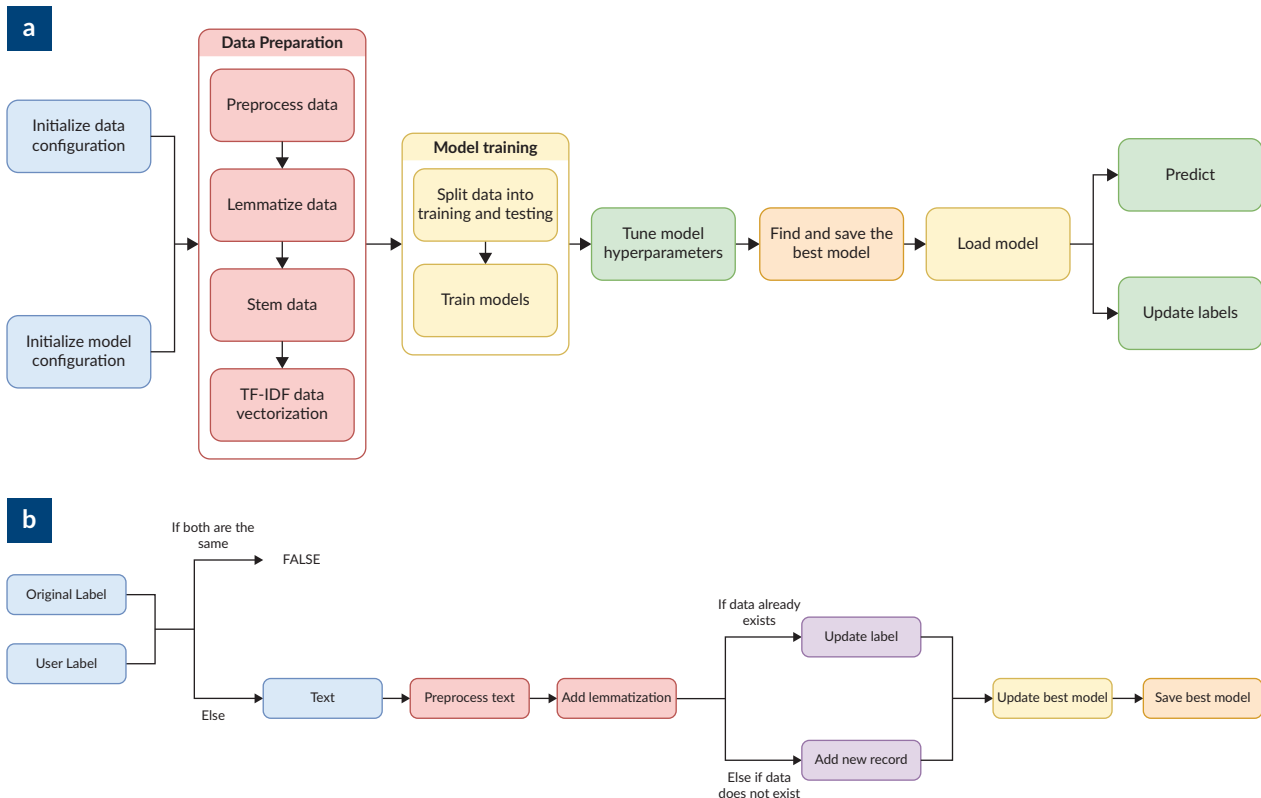 a
Data Preparation
Initialize data
configuration
Initialize model
configuration
Preprocess data
Lemmatize data
Stem data
TF-IDF data
vectorization
Model training
Split data into
training and testing
Train models
Tune model
hyperparameters
Find and save the
best model
Load model
Predict
Update labels
b
Original Label
User Label
If both are the
same
FALSE
Else
Text
Preprocess text
Add lemmatization
If data already
exists
Update label
Else if data
does not exist
Add new record
Update best model
Save best model